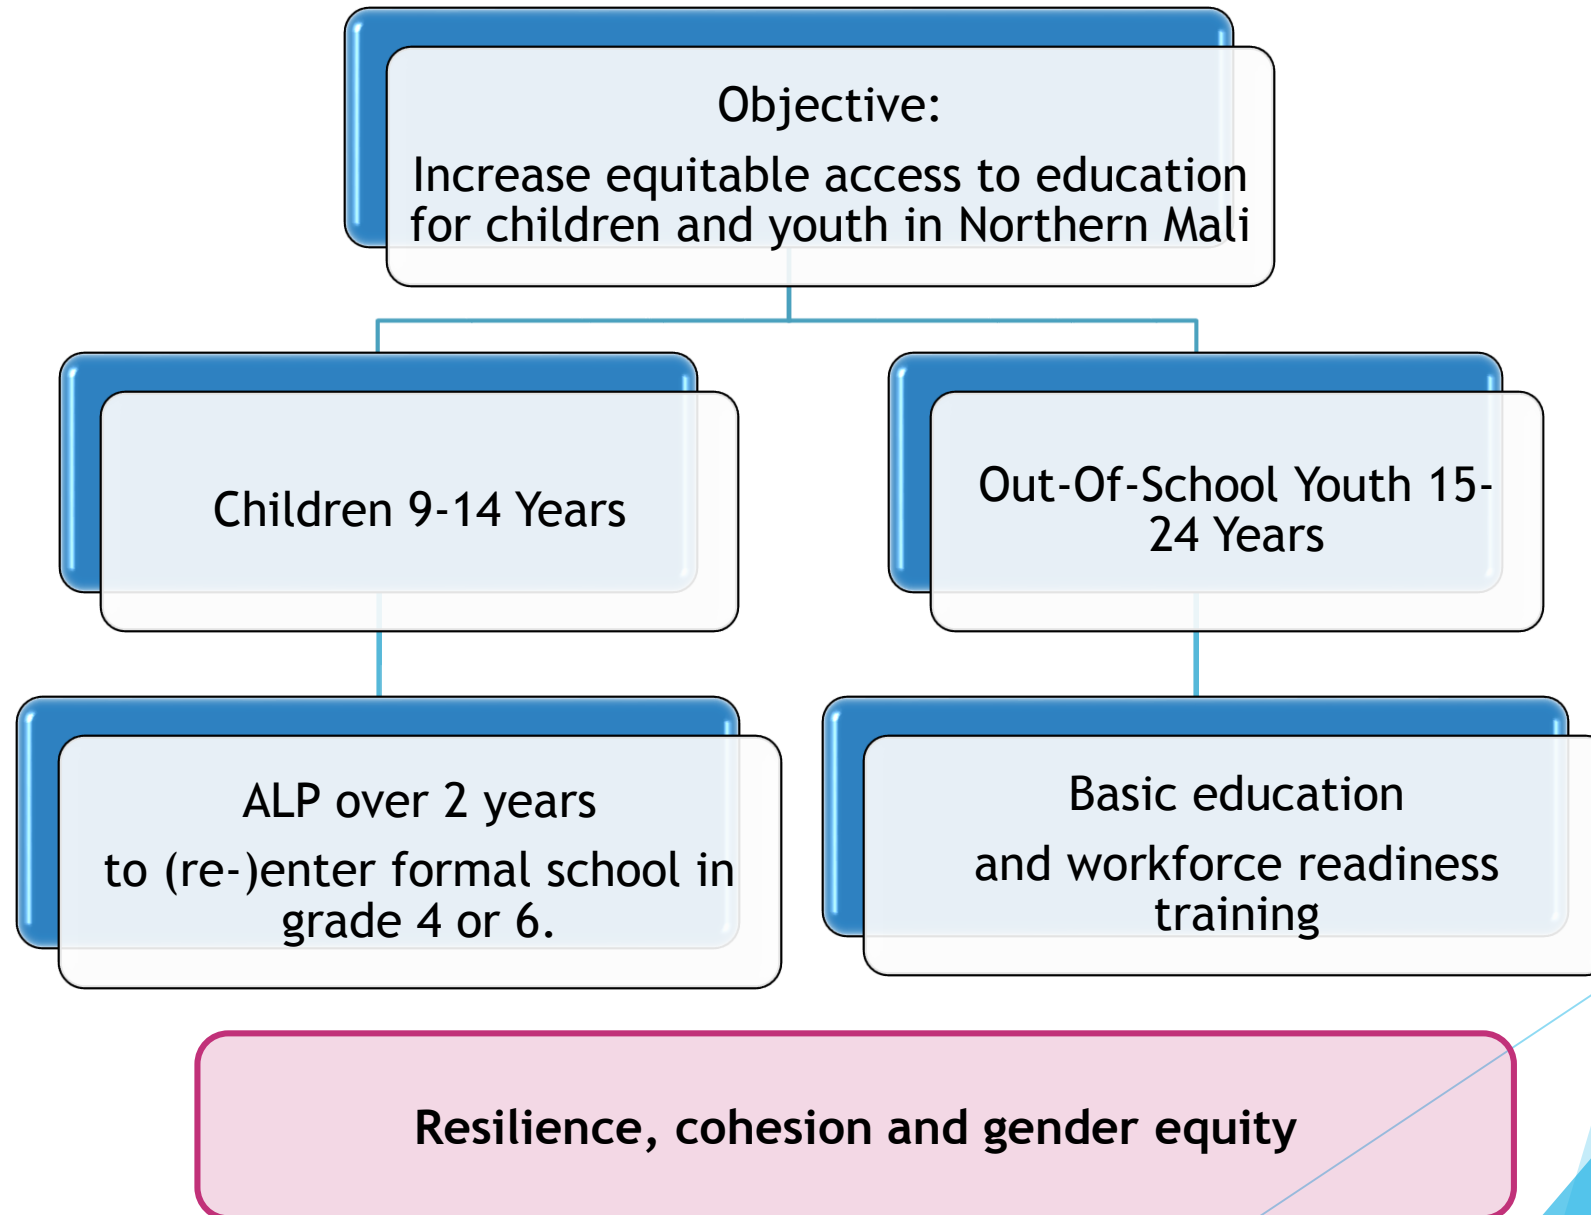 Objective:
Increase equitable access to education
for children and youth in Northern Mali
Children 9-14 Years
Out-Of-School Youth 15-
24 Years
ALP over 2 years
to (re-)enter formal school in
grade 4 or 6.
Basic education
and workforce readiness
training
Resilience, cohesion and gender equity